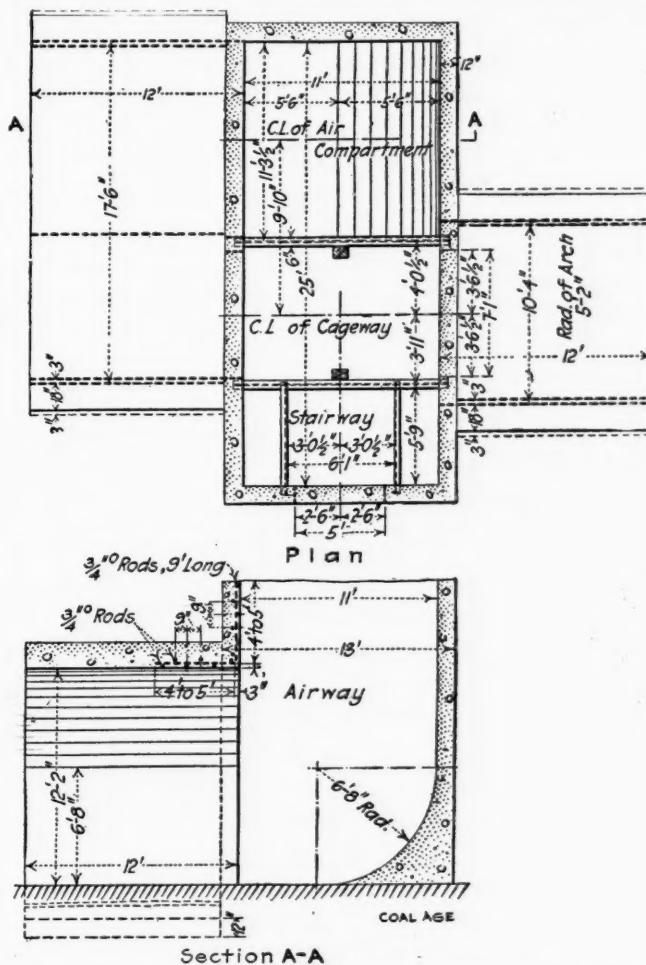 12"
11'
12'
5'6" 5'6"
A
A
C.L of Air
Compartment
11'-3½"
9'-10"
17'-6"
6"
25'
4'-0½"
3'-6½"
7'-1"
3'-6½"
10'-4"
Rad. of Arch
5'-2"
C.L of Cageway
3'-11"
12'
3"
18"
3"
3"
18"
3"
Stairway
3'-0½" 3'-0½"
6'-1"
5'-9"
2'-6" 2'-6"
5'
Plan
¾"○ Rods, 9' Long
¾"○ Rods
9"
9"
11'
4' to 5'
13'
4' to 5'
3"
Airway
12'-2"
6'-8"
6'-8" Rad.
12'
12"
COAL AGE
Section A-A